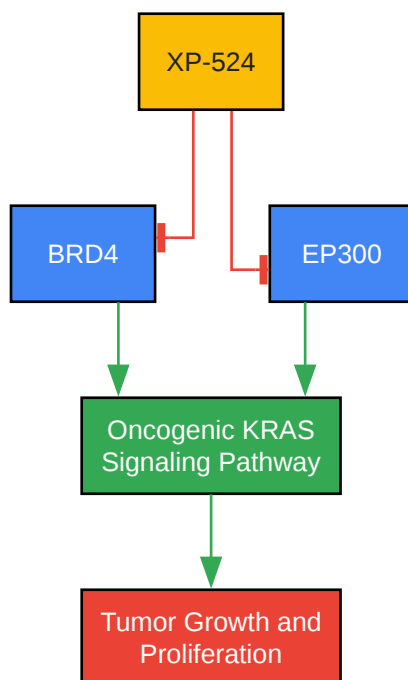 XP-524
BRD4
EP300
Oncogenic KRAS
Signaling Pathway
Tumor Growth and
Proliferation